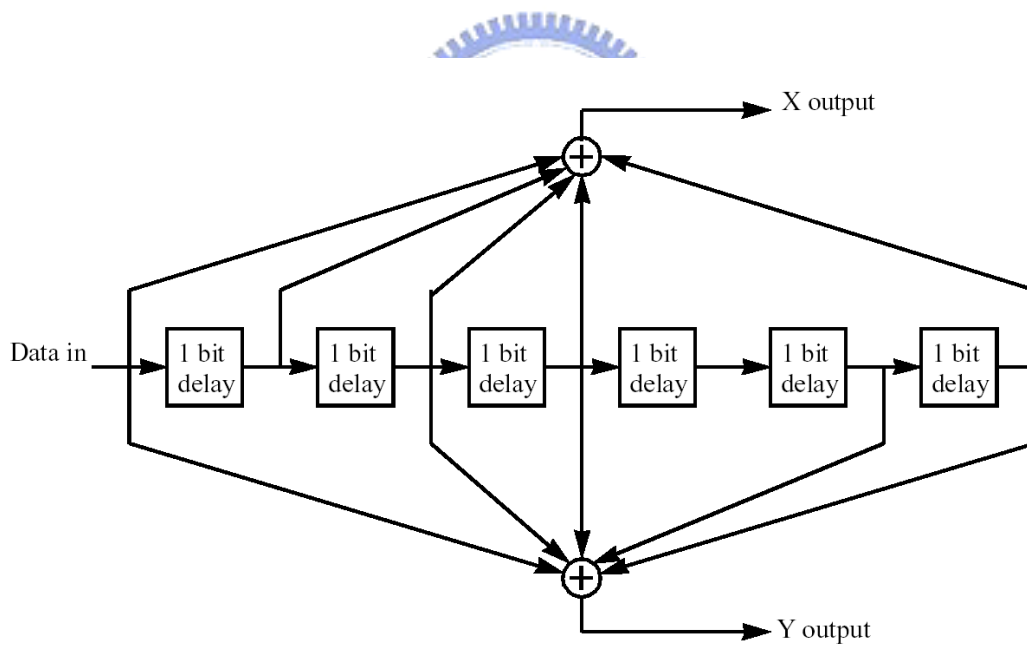 X output
Data in
1 bit
delay
1 bit
delay
1 bit
delay
1 bit
delay
1 bit
delay
1 bit
delay
Y output